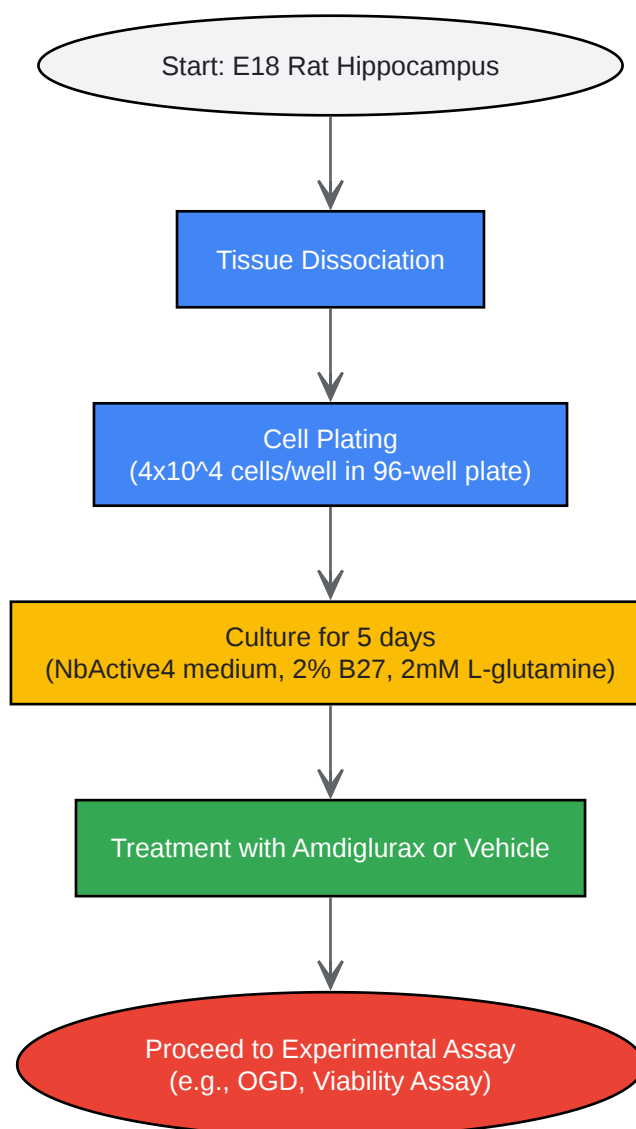 Start: E18 Rat Hippocampus
Tissue Dissociation
Cell Plating
(4x10^4 cells/well in 96-well plate)
Culture for 5 days
(NbActive4 medium, 2% B27, 2mM L-glutamine)
Treatment with Amdiglurax or Vehicle
Proceed to Experimental Assay
(e.g., OGD, Viability Assay)